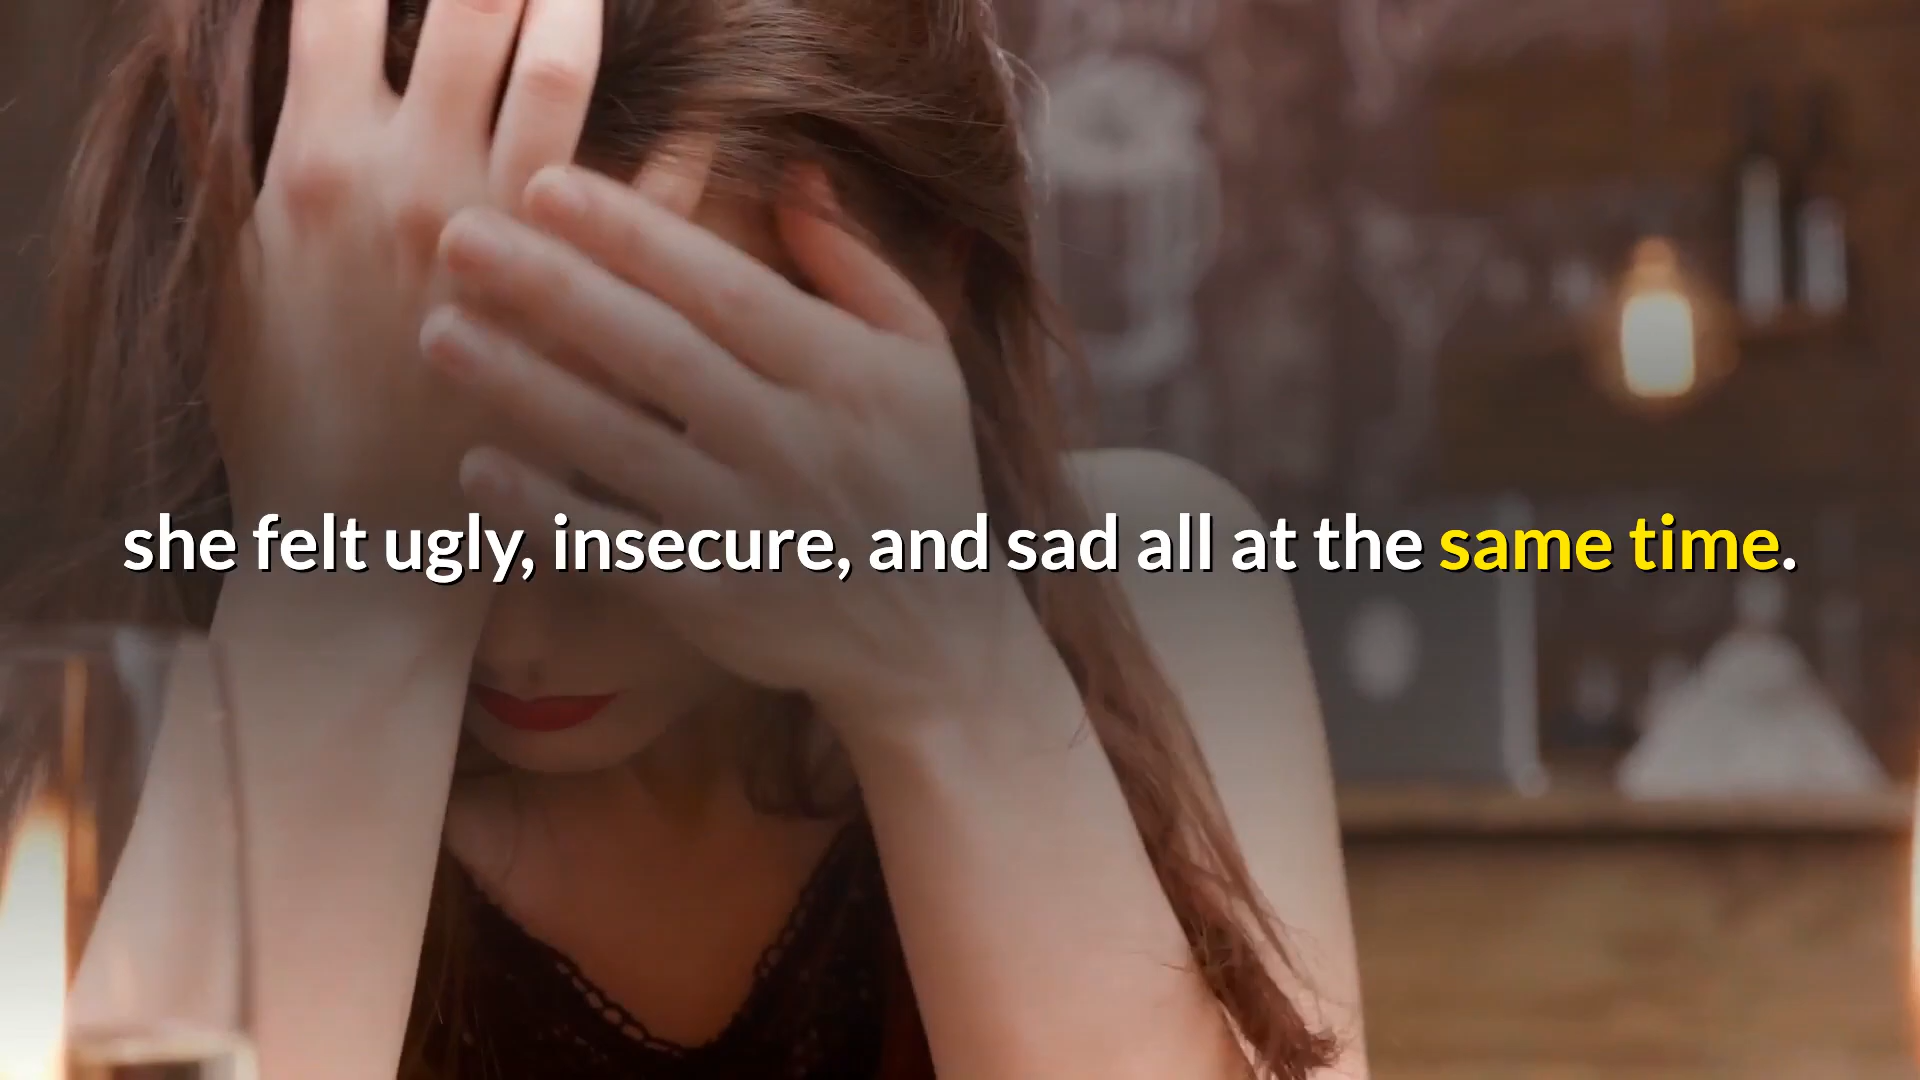 she felt ugly, insecure, and sad all at the same time.